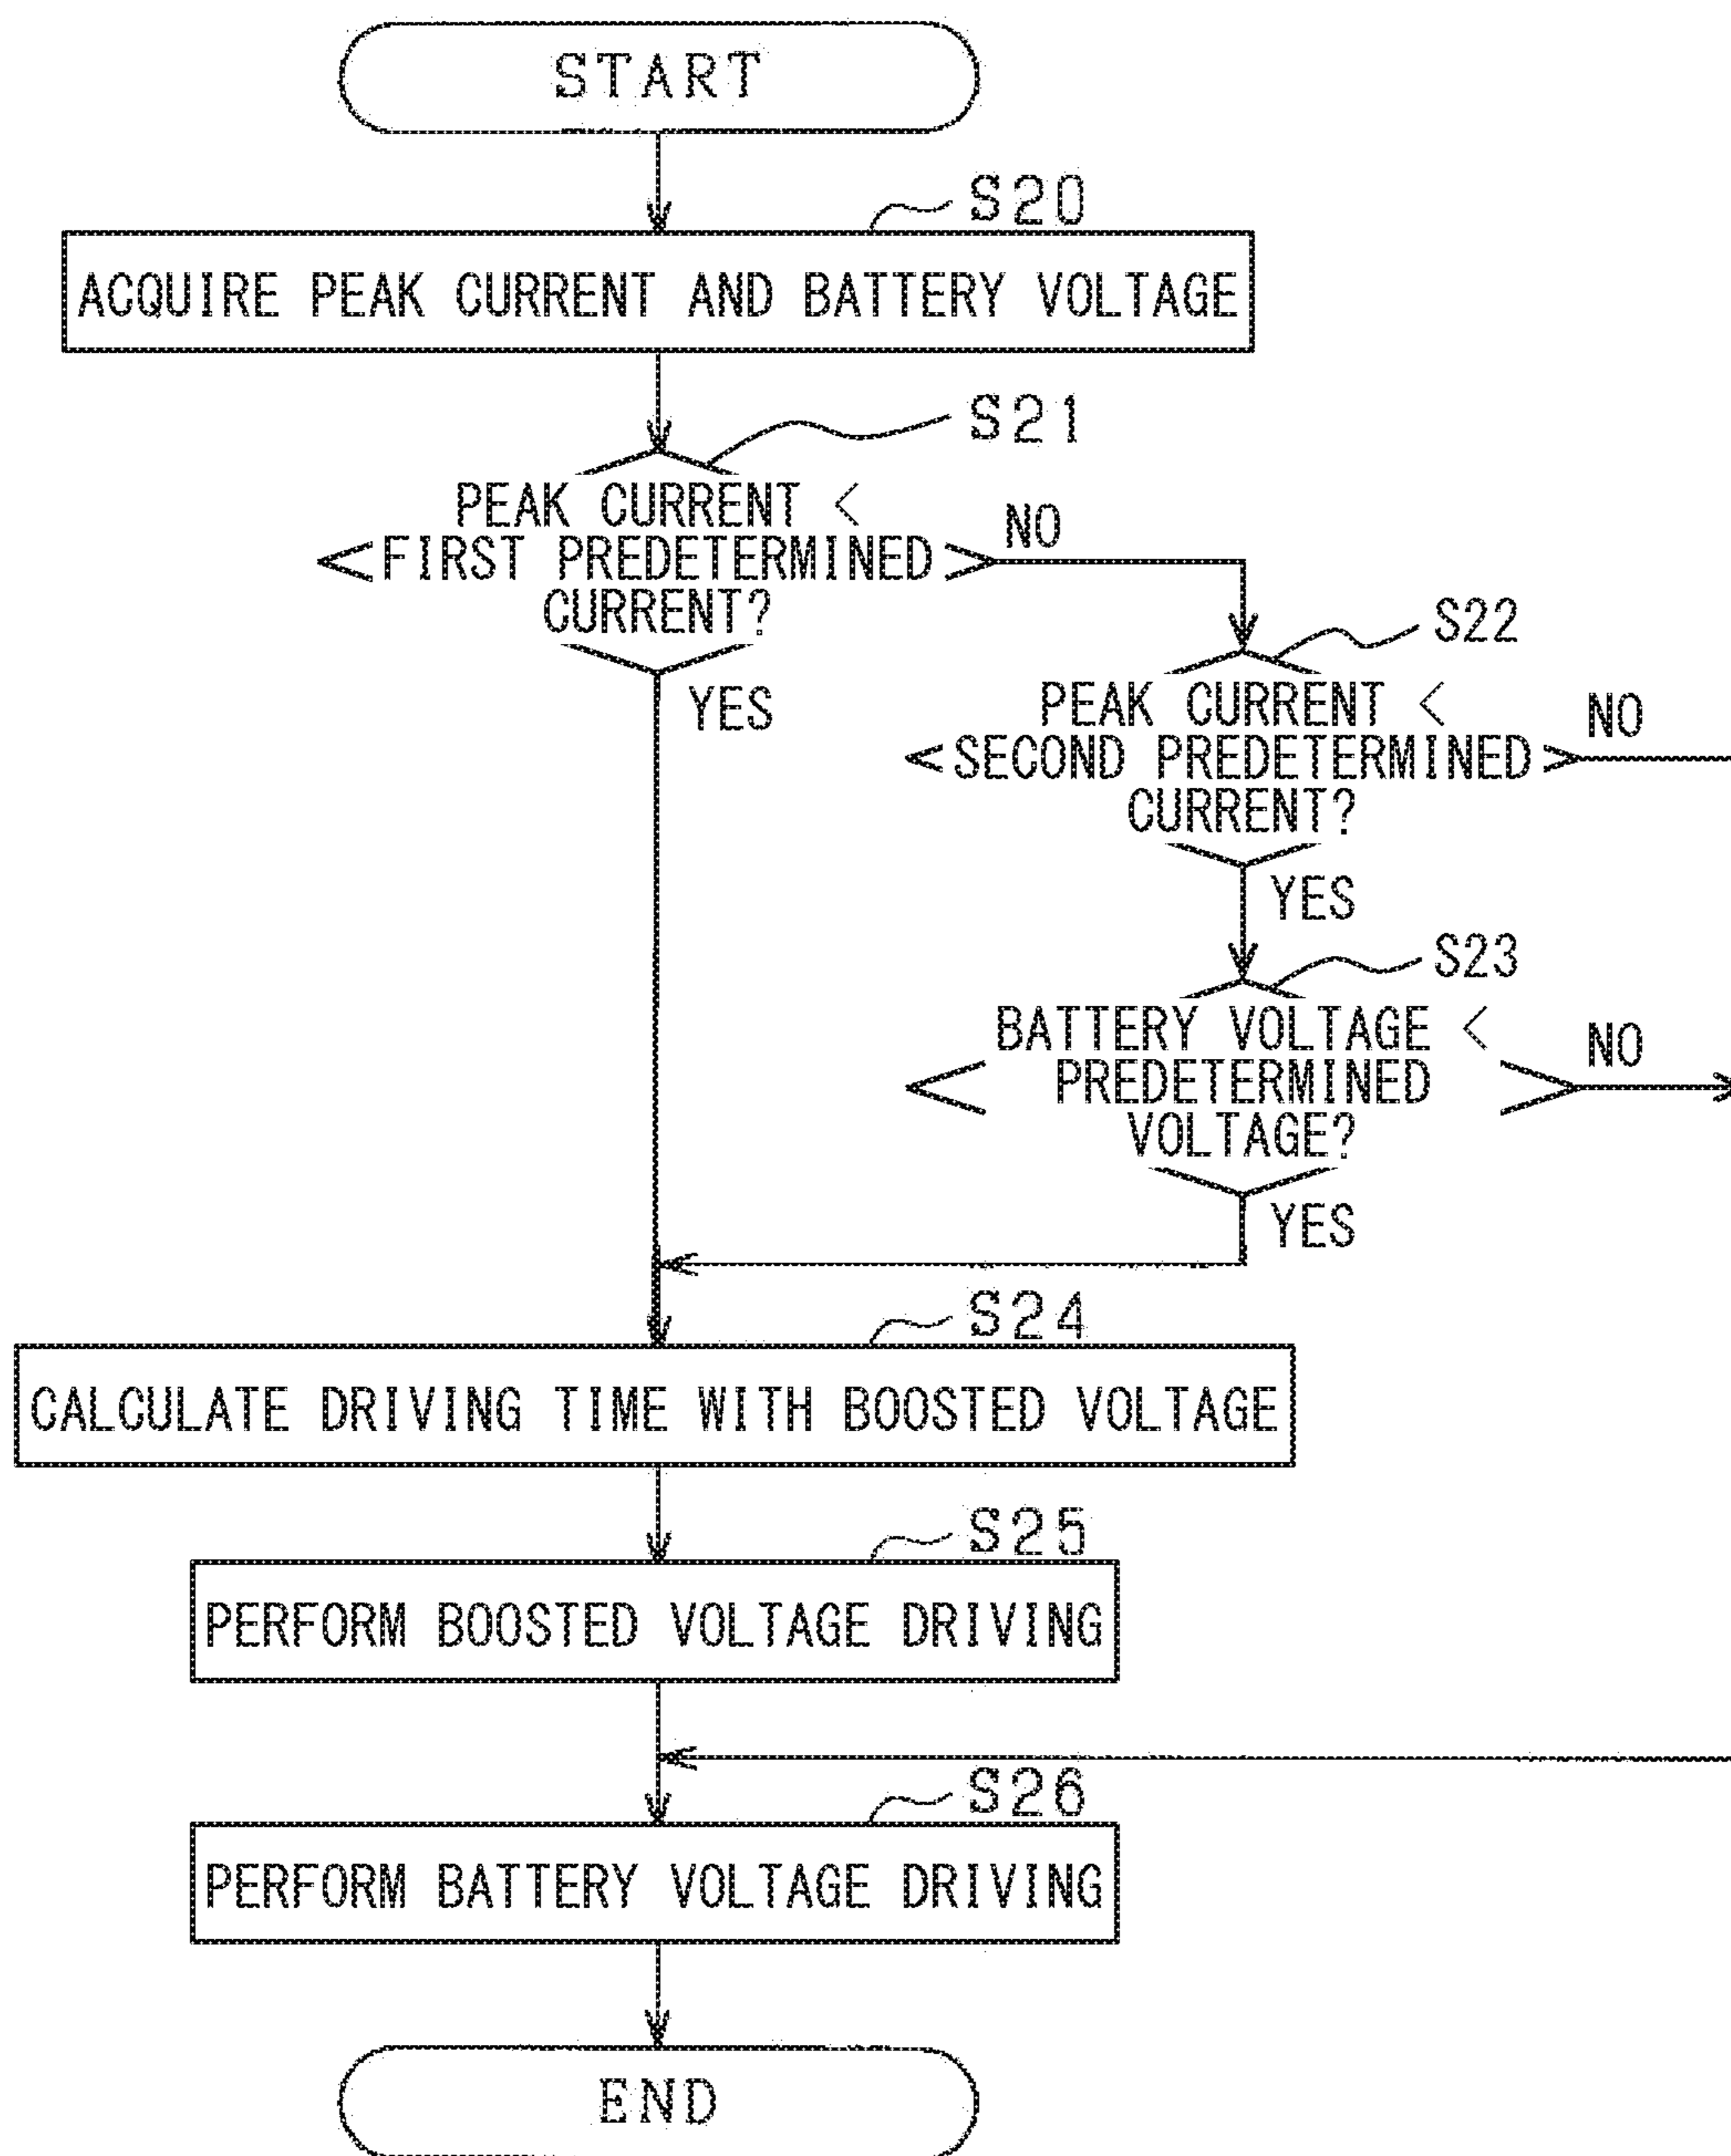 START
S20
ACQUIRE PEAK CURRENT AND BATTERY VOLTAGE
S21
PEAK CURRENT <
FIRST PREDETERMINED
CURRENT?
NO
YES
S22
PEAK CURRENT <
SECOND PREDETERMINED
CURRENT?
NO
YES
S23
BATTERY VOLTAGE <
PREDETERMINED
VOLTAGE?
NO
YES
S24
CALCULATE DRIVING TIME WITH BOOSTED VOLTAGE
S25
PERFORM BOOSTED VOLTAGE DRIVING
S26
PERFORM BATTERY VOLTAGE DRIVING
END